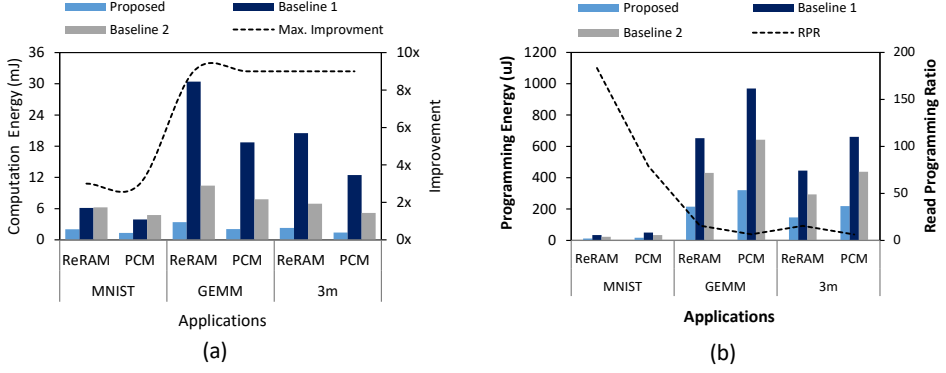 Proposed Baseline 1
Baseline 2 Max. Improvment
Computation Energy (mJ)
36
30
24
18
12
6
0
10x
8x
6x
4x
2x
0x
Improvement
ReRAM PCM ReRAM PCM ReRAM PCM
MNIST GEMM 3m
Applications
(a)
Proposed Baseline 1
Baseline 2 RPR
Programming Energy (uJ)
1200
1000
800
600
400
200
0
200
150
100
50
0
Read Programming Ratio
ReRAM PCM ReRAM PCM ReRAM PCM
MNIST GEMM 3m
Applications
(b)